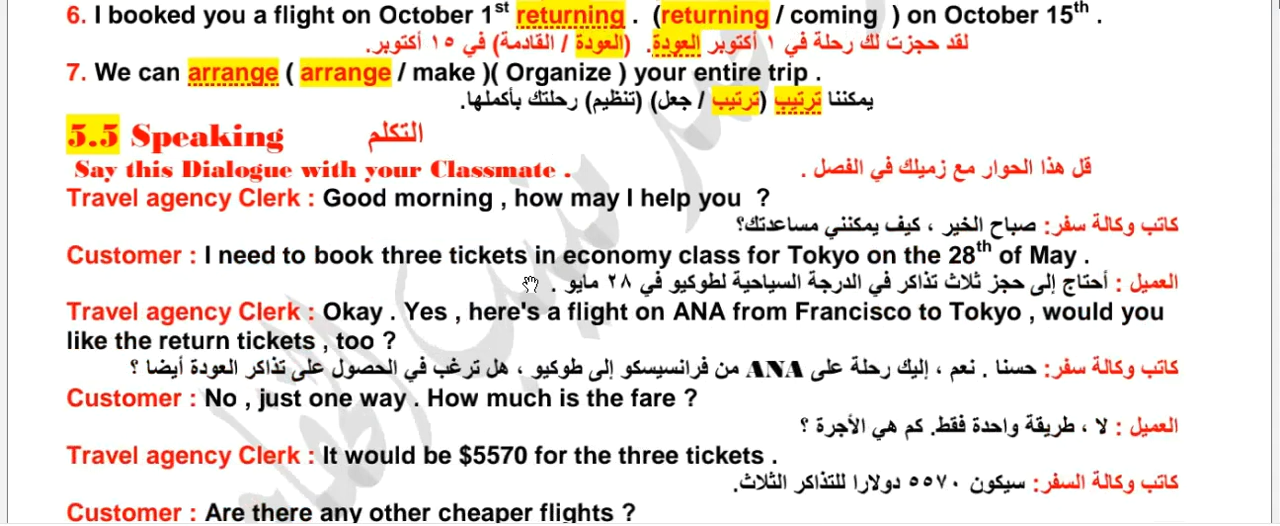 6. I booked you a flight on October 1st returning . (returning / coming ) on October 15th .
لقد حجزت لك رحلة في ١ أكتوبر العودة. (العودة / القادمة) في ١٥ أكتوبر.
7. We can arrange ( arrange / make )( Organize ) your entire trip .
يمكننا ترتيب (ترتيب / جعل) (تنظيم) رحلتك بأكملها.
5.5 Speaking التكلم
Say this Dialogue with your Classmate . قل هذا الحوار مع زميلك في الفصل .
Travel agency Clerk : Good morning , how may I help you ?
كاتب وكالة سفر: صباح الخير ، كيف يمكنني مساعدتك؟
Customer : I need to book three tickets in economy class for Tokyo on the 28th of May .
العميل : أحتاج إلى حجز ثلاث تذاكر في الدرجة السياحية لطوكيو في ٢٨ مايو .
Travel agency Clerk : Okay . Yes , here's a flight on ANA from Francisco to Tokyo , would you
like the return tickets , too ?
كاتب وكالة سفر: حسنا . نعم ، إليك رحلة على ANA من فرانسيسكو إلى طوكيو ، هل ترغب في الحصول على تذاكر العودة أيضا ؟
Customer : No , just one way . How much is the fare ?
العميل : لا ، طريقة واحدة فقط. كم هي الأجرة ؟
Travel agency Clerk : It would be $5570 for the three tickets .
كاتب وكالة السفر: سيكون ٥٥٧٠ دولارا للتذاكر الثلاث.
Customer : Are there any other cheaper flights ?